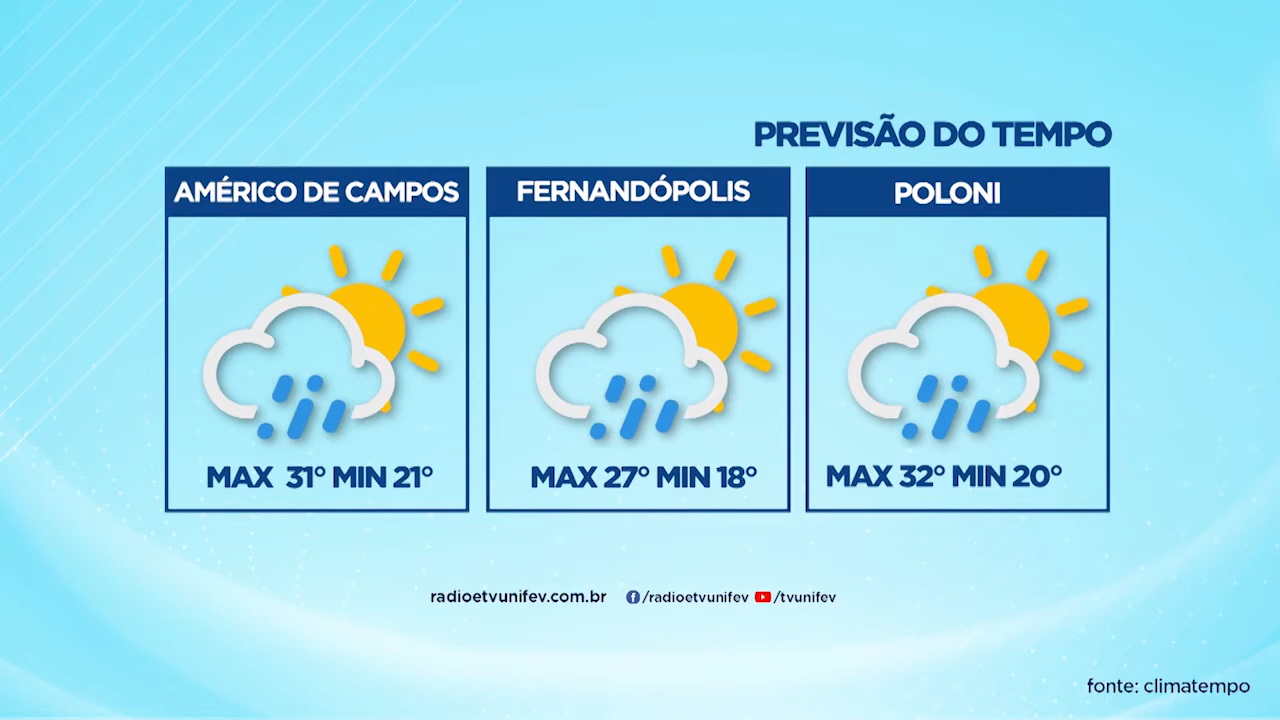 PREVISÃO DO TEMPO
AMÉRICO DE CAMPOS
MAX 31° MIN 21°
FERNANDÓPOLIS
MAX 27° MIN 18°
POLONI
MAX 32° MIN 20°
radioetvunifev.com.br /radioetvunifev /tvunifev
fonte: climatempo